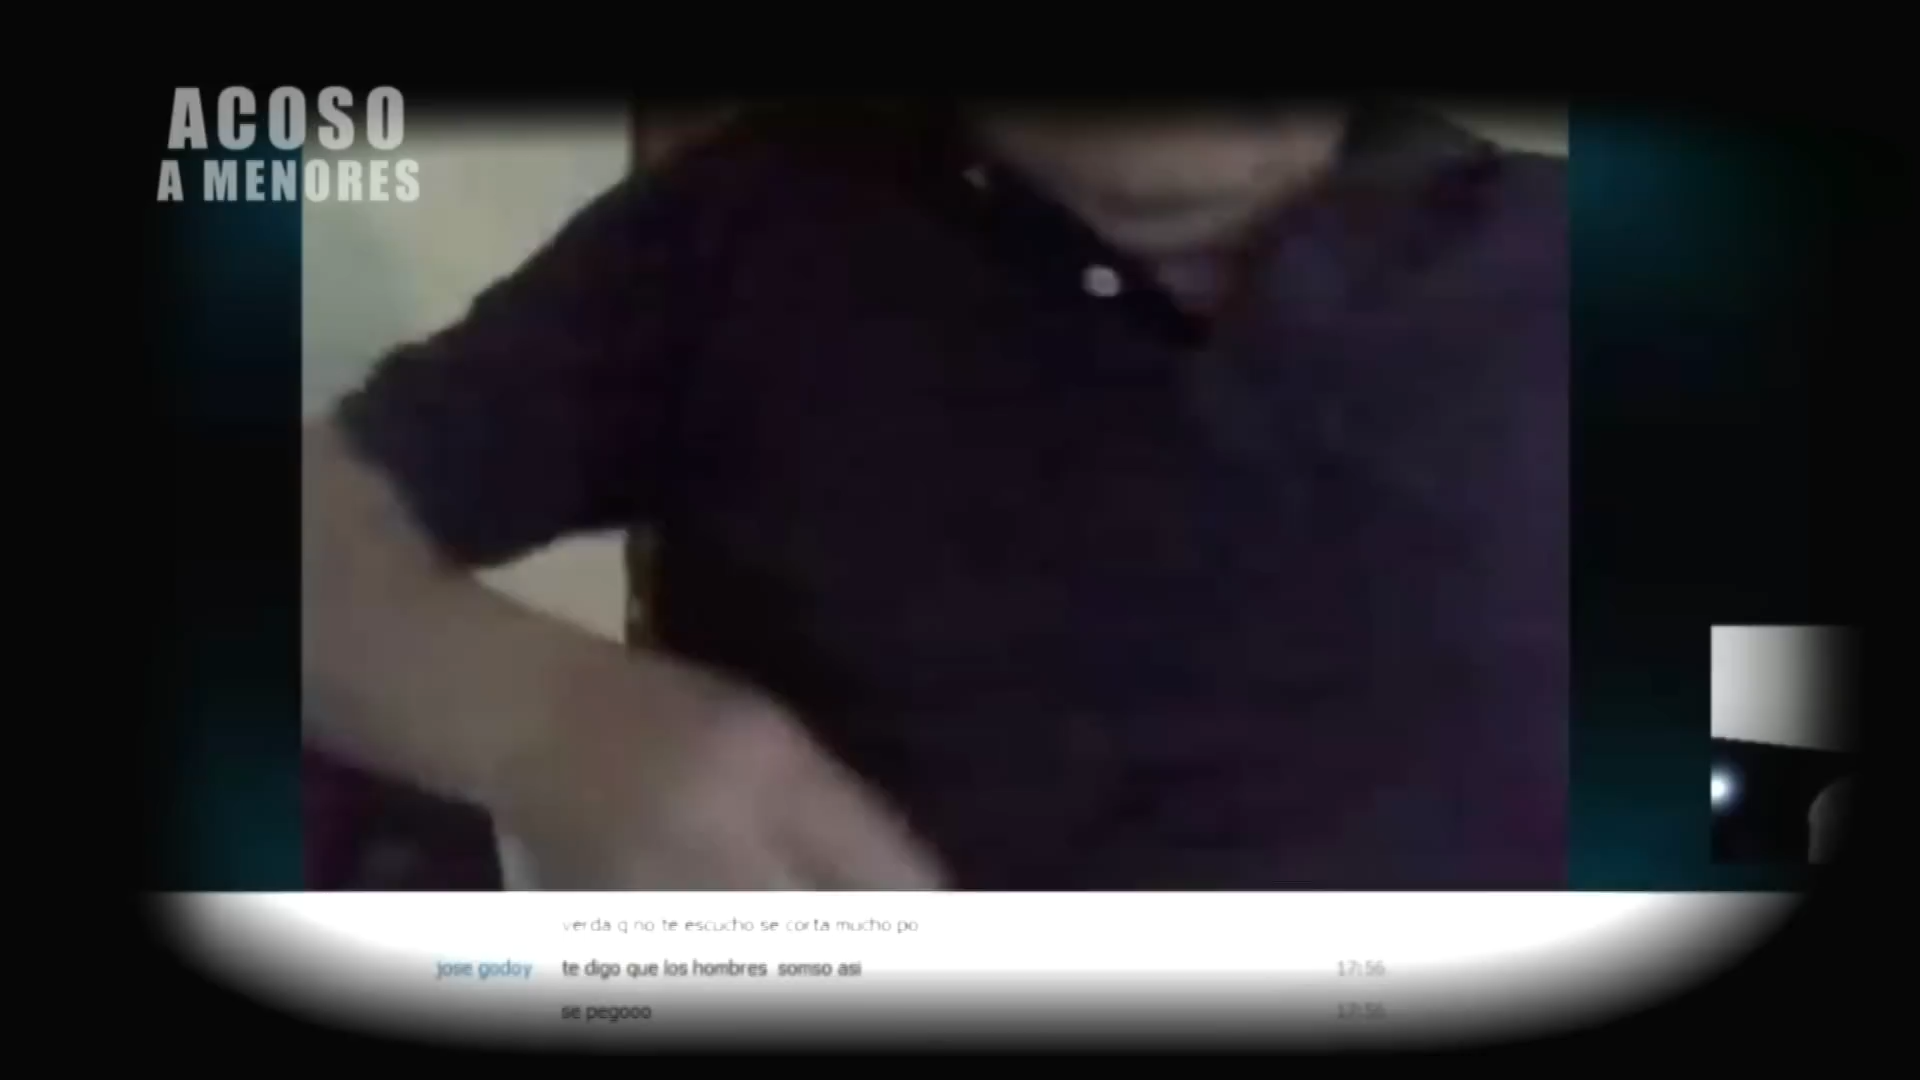 ACOSO
A MENORES
verda q no te escucho se corta mucho po
jose godoy te digo que los hombres somso asi 17:56
se pegooo 17:56